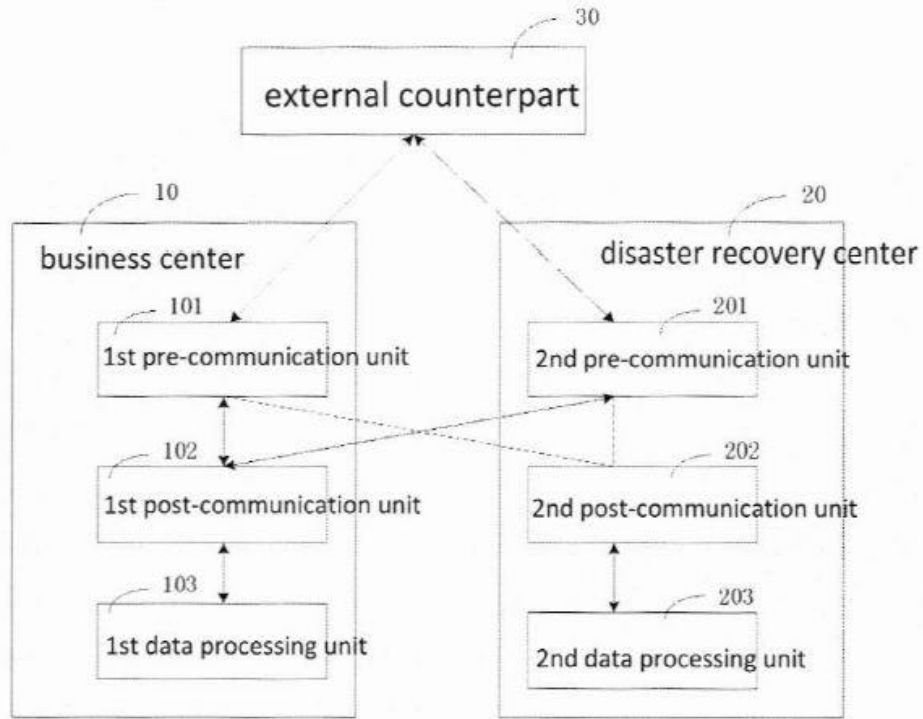 30
external counterpart
10
20
business center
disaster recovery center
101
201
1st pre-communication unit
2nd pre-communication unit
102
202
1st post-communication unit
2nd post-communication unit
103
203
1st data processing unit
2nd data processing unit